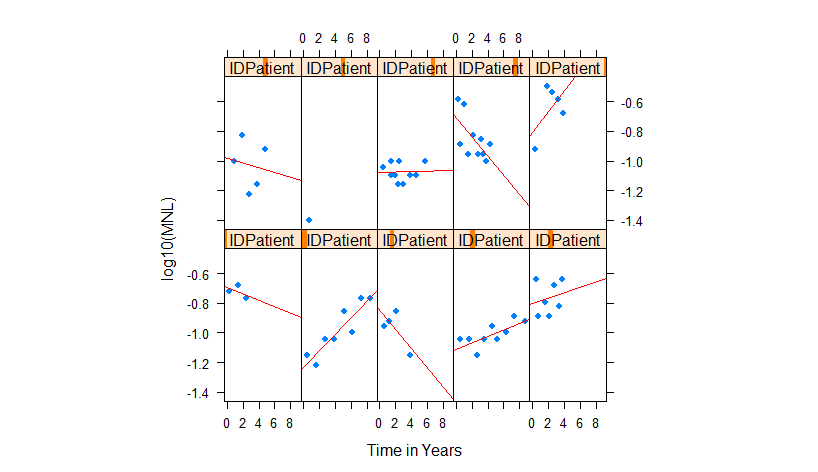 0 2 4 6 8 0 2 4 6 8
IDPatient IDPatient IDPatient IDPatient IDPatient
-0.6
-0.8
-1.0
-1.2
-1.4
log10(MNL)
IDPatient IDPatient IDPatient IDPatient IDPatient
-0.6
-0.8
-1.0
-1.2
-1.4
0 2 4 6 8 0 2 4 6 8 0 2 4 6 8
Time in Years